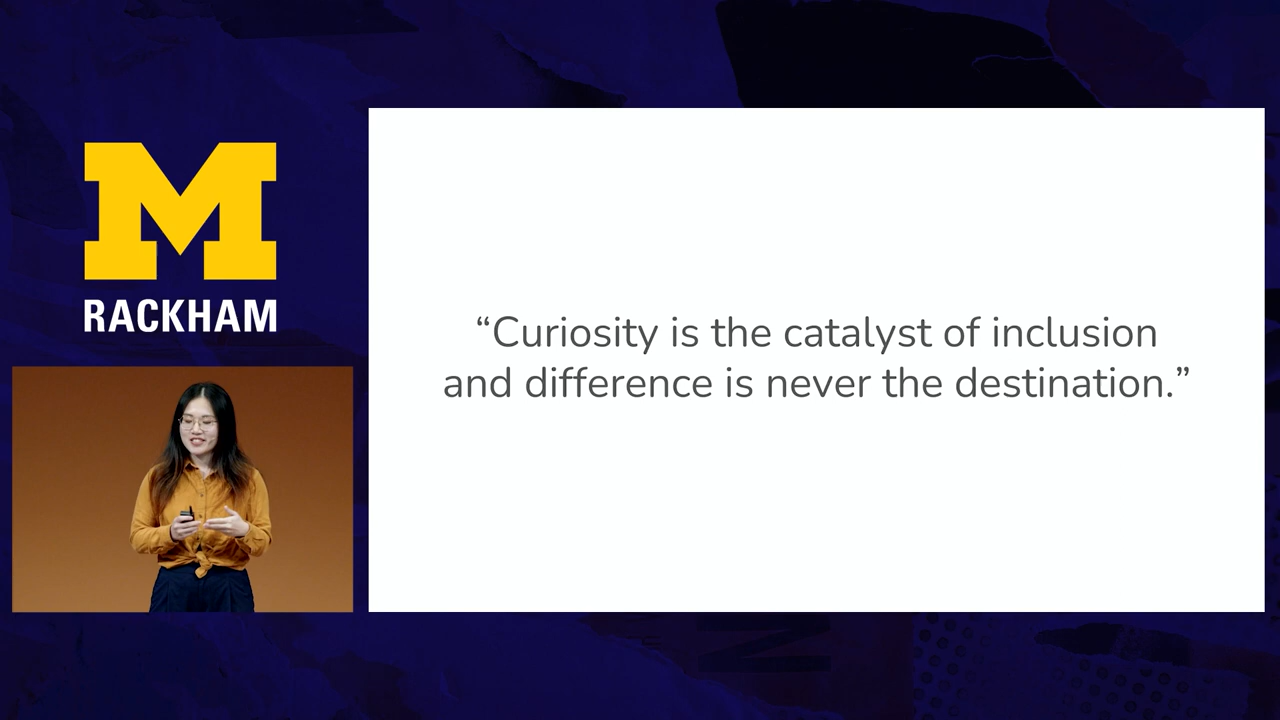 M
RACKHAM
“Curiosity is the catalyst of inclusion
and difference is never the destination.”